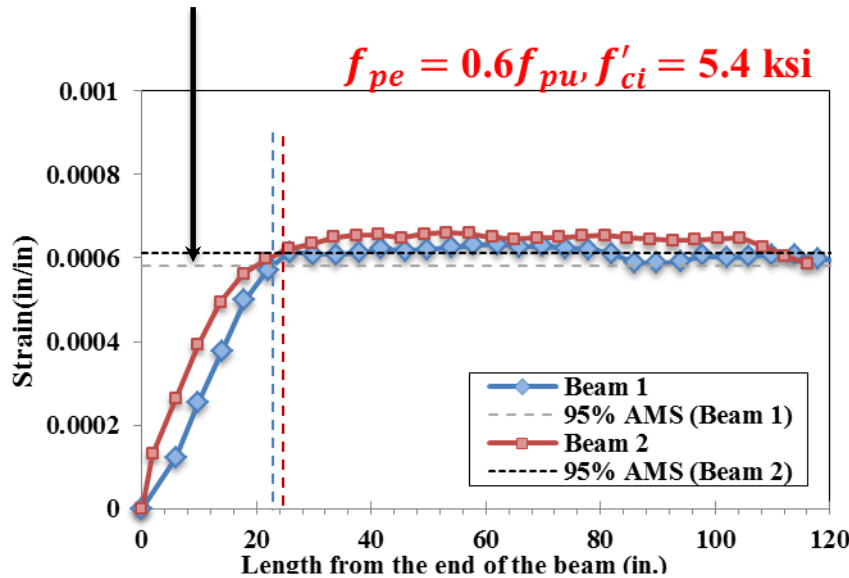 f_pe = 0.6f_pu, f′_ci = 5.4 ksi
0.001
0.0008
0.0006
0.0004
0.0002
0
Strain(in/in)
Beam 1
95% AMS (Beam 1)
Beam 2
95% AMS (Beam 2)
0 20 40 60 80 100 120
Length from the end of the beam (in.)